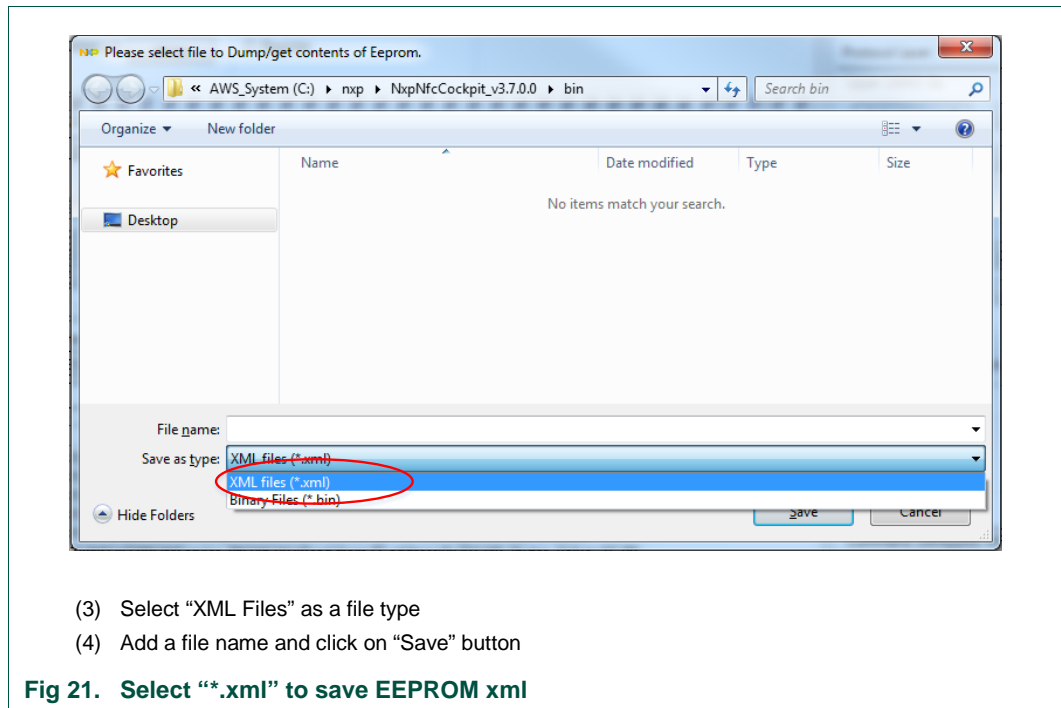 NXP Please select file to Dump/get contents of Eeprom.
« AWS_System (C:) ▸ nxp ▸ NxpNfcCockpit_v3.7.0.0 ▸ bin
Search bin
Organize ▾ New folder
Favorites
Desktop
Name Date modified Type Size
No items match your search.
File name:
Save as type: XML files (*.xml)
XML files (*.xml)
Binary Files (*.bin)
Hide Folders
Save Cancel
(3) Select “XML Files” as a file type
(4) Add a file name and click on “Save” button
Fig 21. Select “*.xml” to save EEPROM xml